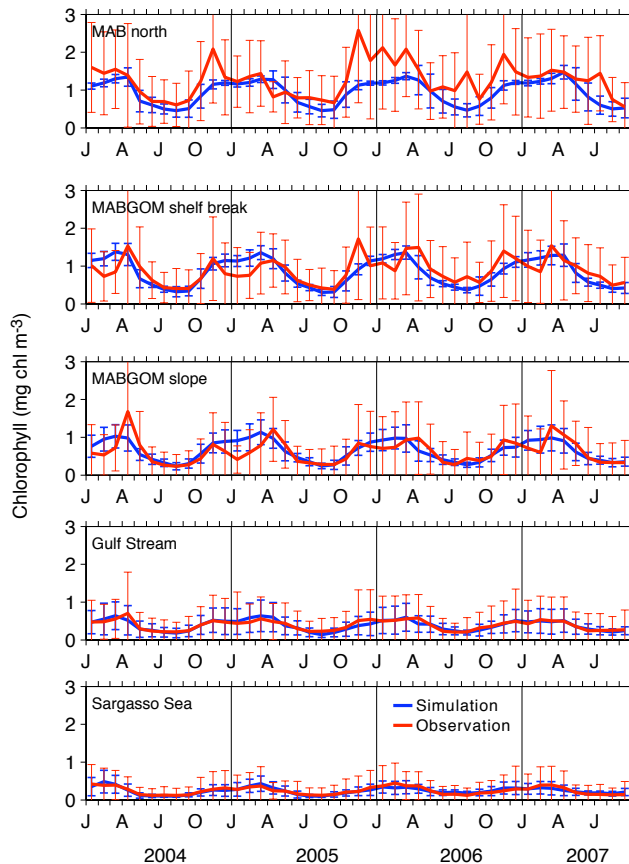 3
2
1
0
MAB north
J A J O J A J O J A J O J A J
3
2
1
0
MABGOM shelf break
J A J O J A J O J A J O J A J
Chlorophyll (mg chl m-3)
3
2
1
0
MABGOM slope
J A J O J A J O J A J O J A J
3
2
1
0
Gulf Stream
J A J O J A J O J A J O J A J
3
2
1
0
Sargasso Sea
Simulation
Observation
J A J O J A J O J A J O J A J
2004 2005 2006 2007